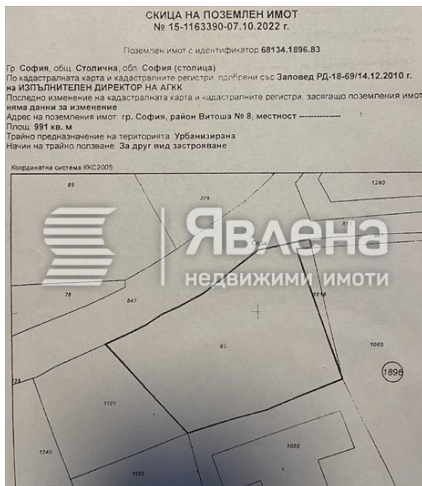 СКИЦА НА ПОЗЕМЛЕН ИМОТ
№ 15-1163390-07.10.2022 г.
Поземлен имот с идентификатор 68134.1896.83
Гр. София, общ. Столична, обл. София (столица)
По кадастралната карта и кадастралните регистри, одобрени със Заповед РД-18-69/14.12.2010 г.
на ИЗПЪЛНИТЕЛЕН ДИРЕКТОР НА АГКК
Последно изменение на кадастралната карта и кадастралните регистри, засягащо поземления имот
няма данни за изменение
Адрес на поземления имот гр. София, район Витоша № 8, местност ---------------
Площ 991 кв. м
Трайно предназначение на територията Урбанизирана
Начин на трайно ползване За друг вид застрояване
Координатна система ККС2005
85
379
1260
Явлена
недвижими имоти
78
847
1018
83
1005
1896
1101
1240
1002
1